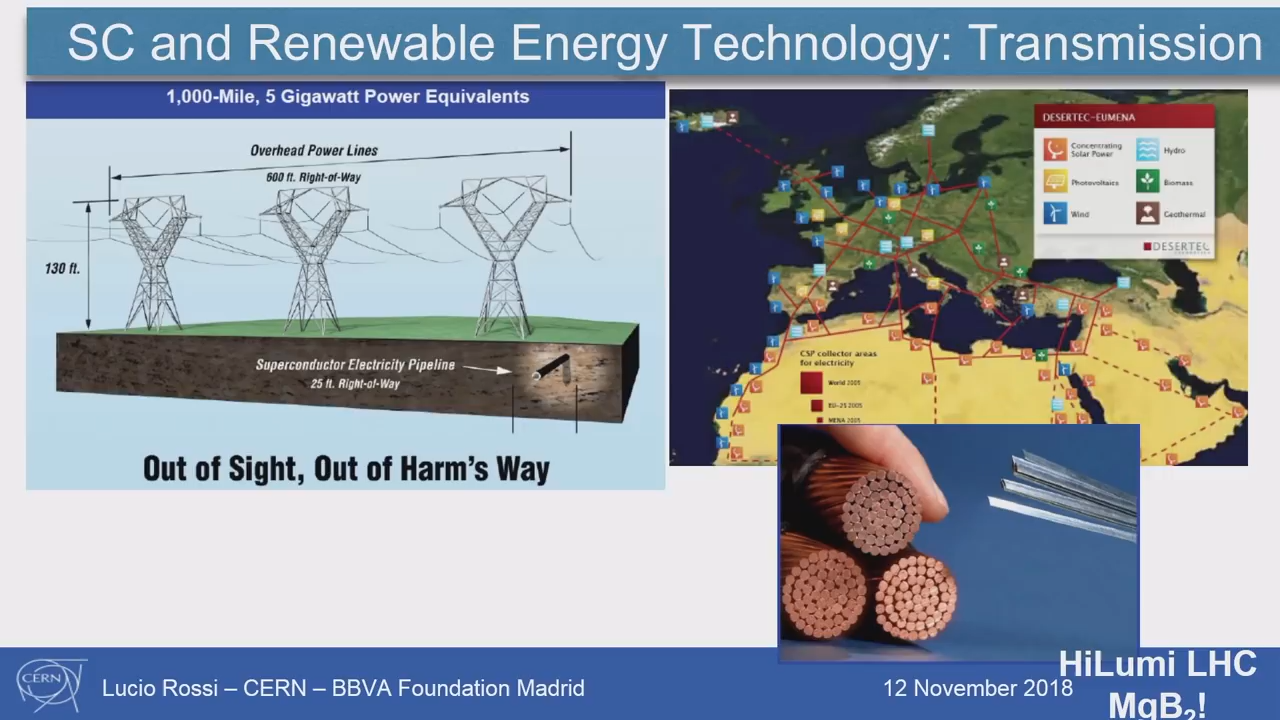 SC and Renewable Energy Technology: Transmission
1,000-Mile, 5 Gigawatt Power Equivalents
Overhead Power Lines
600 ft. Right-of-Way
130 ft.
Superconductor Electricity Pipeline
25 ft. Right-of-Way
Out of Sight, Out of Harm's Way
DESERTEC-EUMENA
Concentrating
Solar Power
Hydro
Photovoltaics
Biomass
Wind
Geothermal
DESERTEC
CSP collector areas
for electricity
World 2005
EU-25 2005
MENA 2005
CERN
Lucio Rossi – CERN – BBVA Foundation Madrid
12 November 2018
HiLumi LHC
MgB₂!